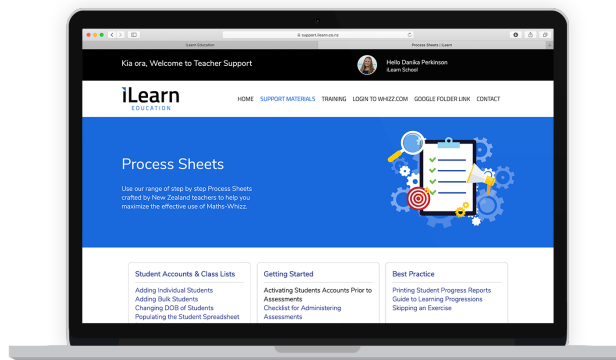 support.ilearn.co.nz
iLearn Education
Process Sheets | iLearn
Kia ora, Welcome to Teacher Support
Hello Danika Perkinson
iLearn School
iLearn
EDUCATION
HOME SUPPORT MATERIALS TRAINING LOGIN TO WHIZZ.COM GOOGLE FOLDER LINK CONTACT
Process Sheets
Use our range of step by step Process Sheets
crafted by New Zealand teachers to help you
maximize the effective use of Maths-Whizz.
Student Accounts & Class Lists
Adding Individual Students
Adding Bulk Students
Changing DOB of Students
Populating the Student Spreadsheet
Getting Started
Activating Students Accounts Prior to
Assessments
Checklist for Administering
Assessments
Best Practice
Printing Student Progress Reports
Guide to Learning Progressions
Skipping an Exercise